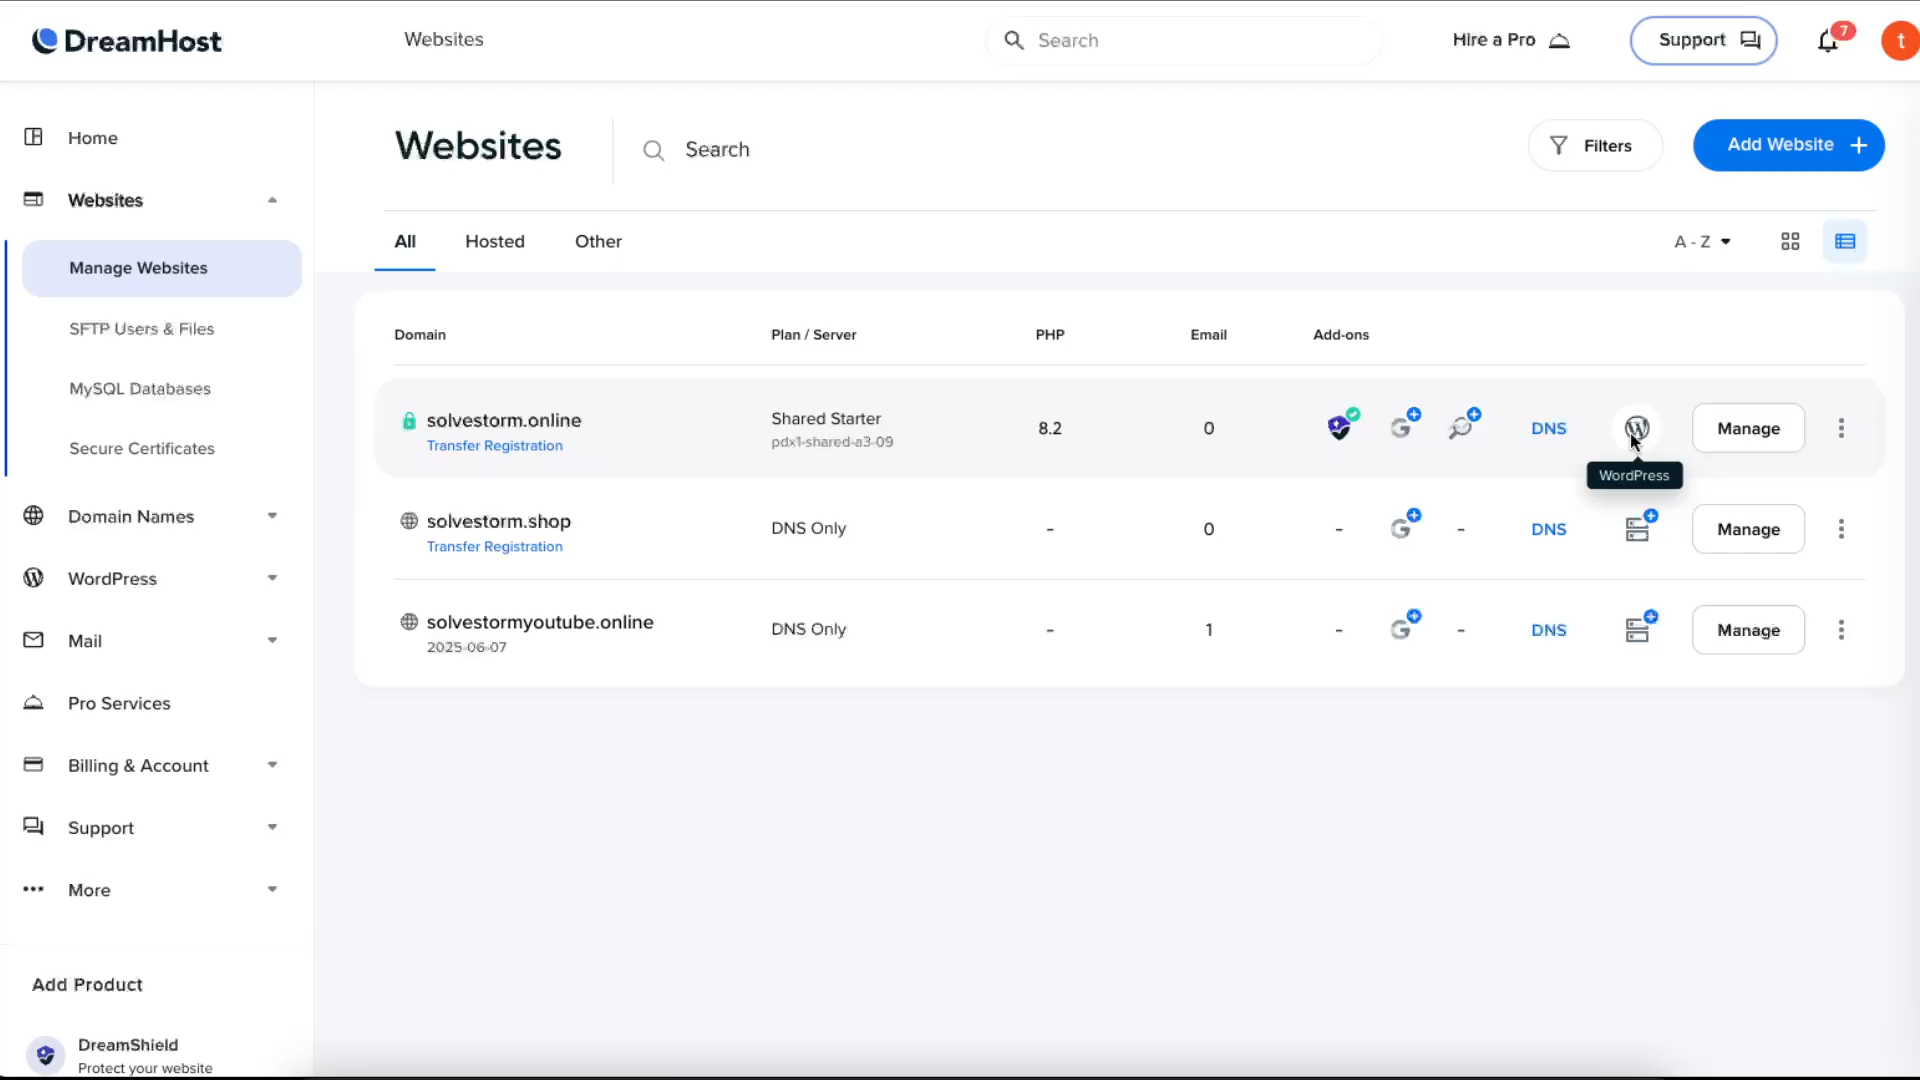 DreamHost
Websites
Search
Hire a Pro
Support
7
t
Home
Websites
Manage Websites
SFTP Users & Files
MySQL Databases
Secure Certificates
Domain Names
WordPress
Mail
Pro Services
Billing & Account
Support
More
Add Product
DreamShield
Protect your website
Websites
Search
Filters
Add Website
All
Hosted
Other
A - Z
Domain
Plan / Server
PHP
Email
Add-ons
solvestorm.online
Transfer Registration
Shared Starter
pdx1-shared-a3-09
8.2
0
DNS
Manage
WordPress
solvestorm.shop
Transfer Registration
DNS Only
-
0
-
-
DNS
Manage
solvestormyoutube.online
2025-06-07
DNS Only
-
1
-
-
DNS
Manage